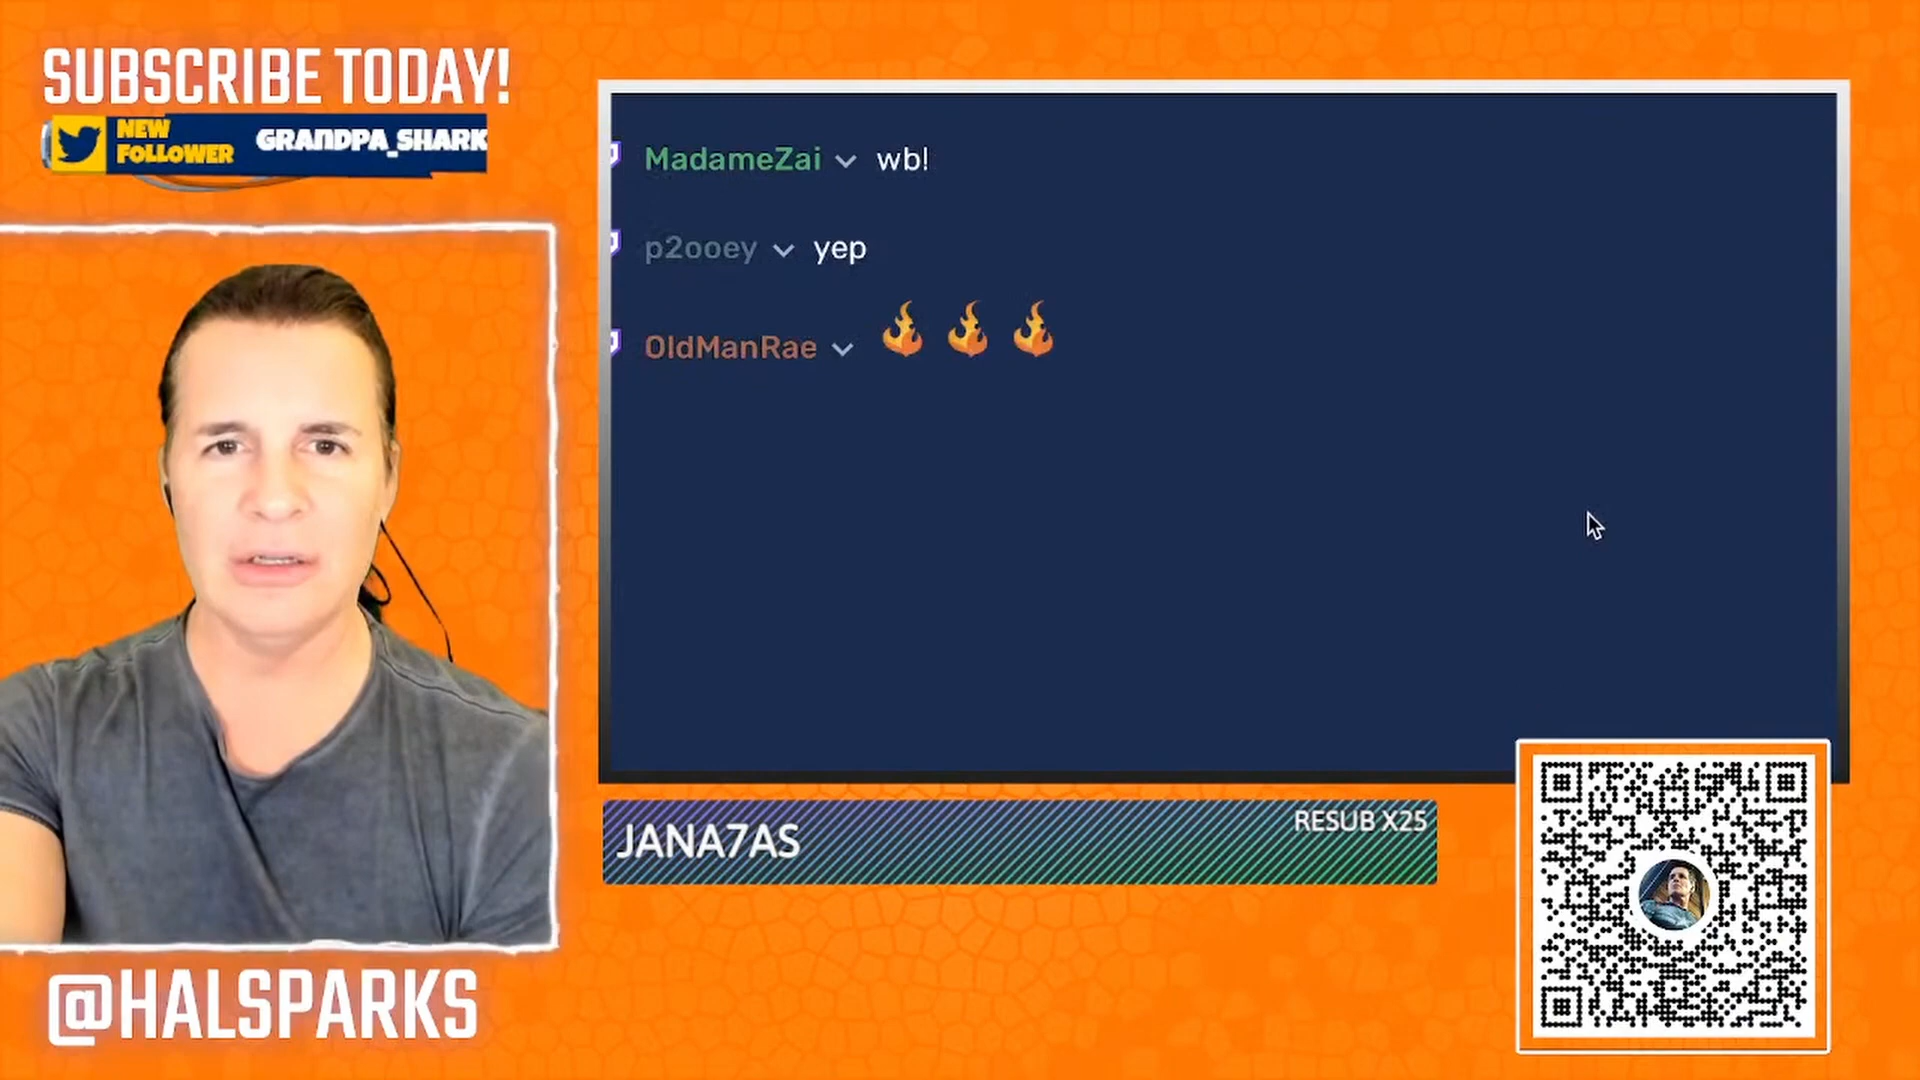 SUBSCRIBE TODAY!
NEW FOLLOWER GRANDPA_SHARK
MadameZai wb!
p2ooey yep
OldManRae
JANA7AS
RESUB X25
@HALSPARKS